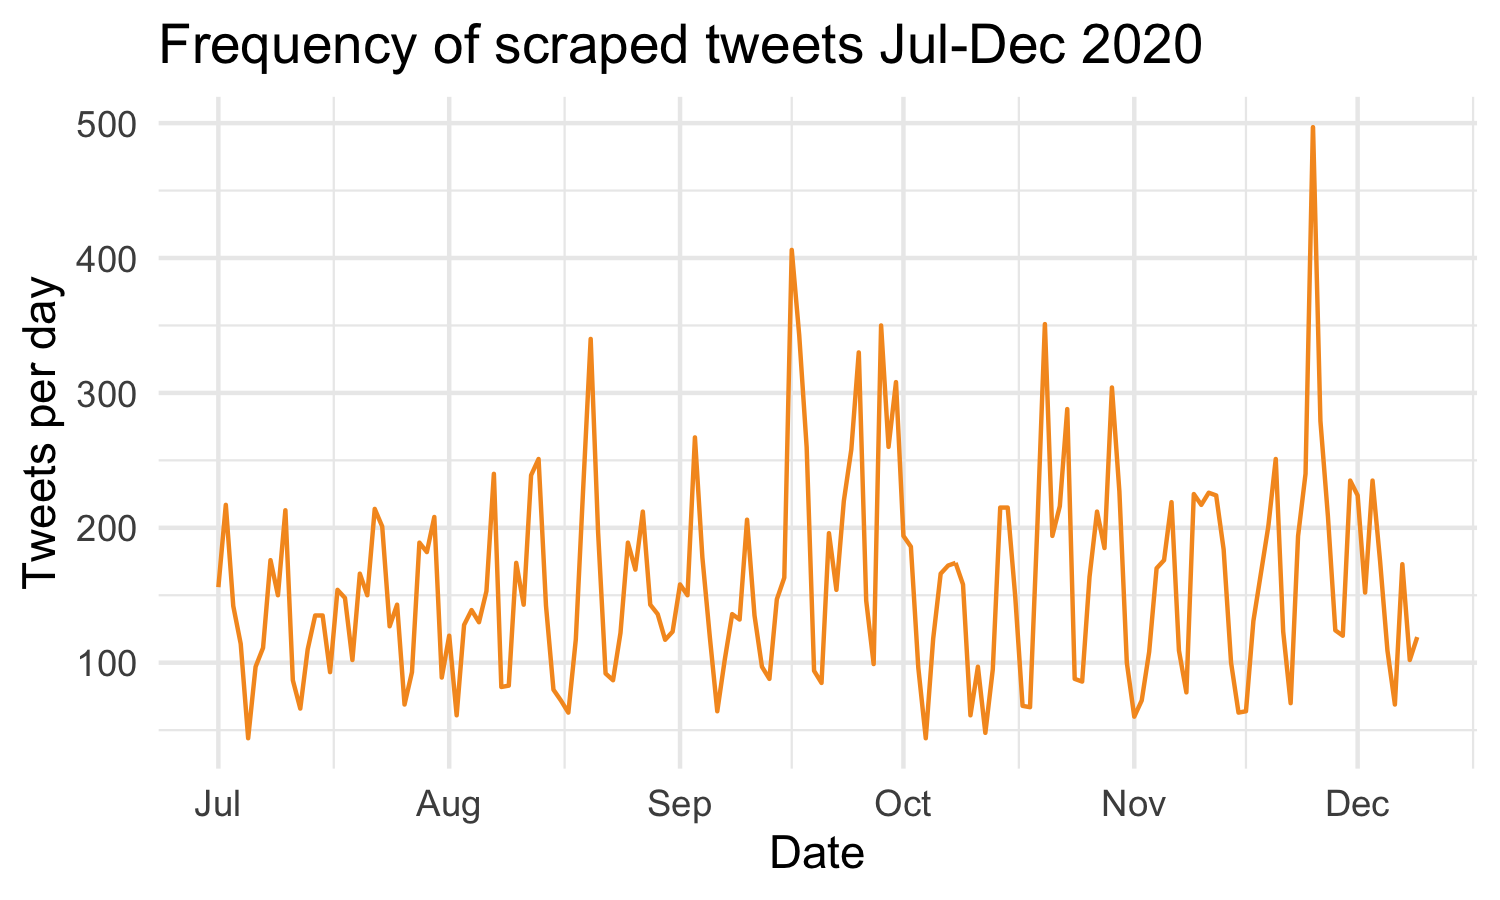 Frequency of scraped tweets Jul-Dec 2020
500
400
300
200
100
Tweets per day
Jul Aug Sep Oct Nov Dec
Date